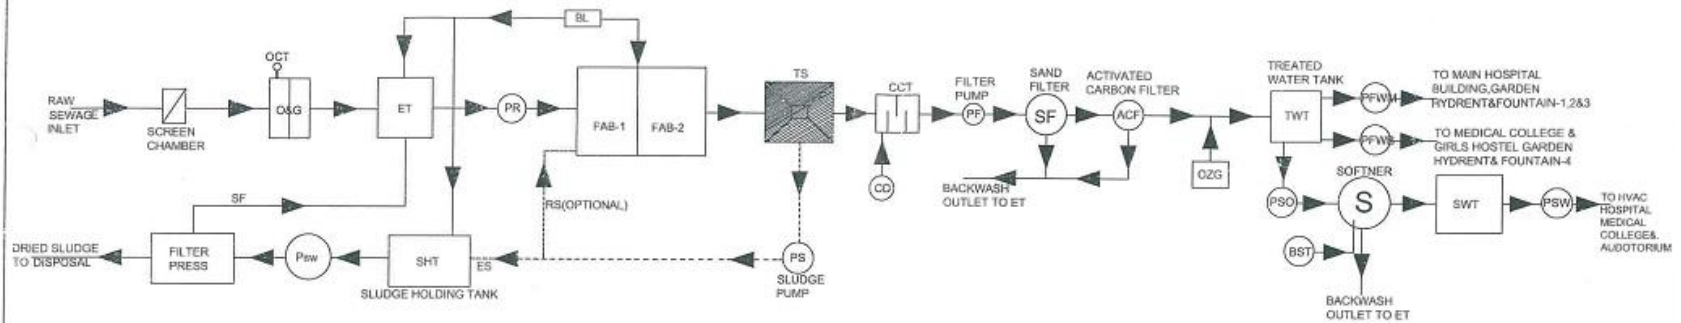 BL
OCT
O&G
ET
PR
FAB-1
FAB-2
TS
CCT
FILTER
PUMP
PF
SAND
FILTER
SF
ACTIVATED
CARBON FILTER
ACF
TREATED
WATER TANK
TWT
PFWM
TO MAIN HOSPITAL
BUILDING,GARDEN
HYDRENT&FOUNTAIN-1,2&3
RAW
SEWAGE
INLET
SCREEN
CHAMBER
TO MEDICAL COLLEGE &
GIRLS HOSTEL GARDEN
HYDRENT& FOUNTAIN-4
OZG
CD
BACKWASH
OUTLET TO ET
SOFTNER
S
PSO
SWT
PSW
TO HVAC
HOSPITAL
MEDICAL
COLLEGE&.
AUDOTORIUM
SF
RS(OPTIONAL)
DRIED SLUDGE
TO DISPOSAL
FILTER
PRESS
Psw
SHT
ES
SLUDGE HOLDING TANK
PS
SLUDGE
PUMP
BST
BACKWASH
OUTLET TO ET